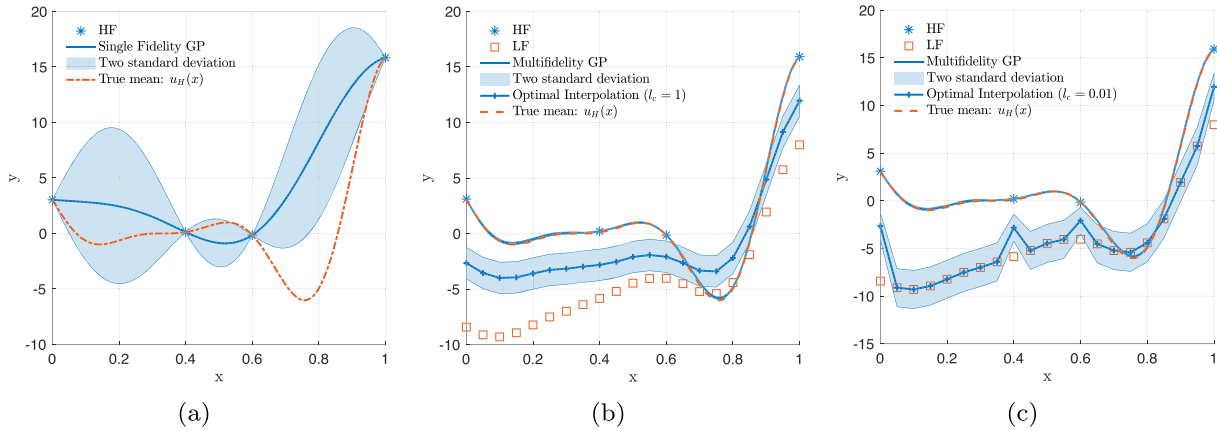 HF
Single Fidelity GP
Two standard deviation
True mean: u_H(x)
20
15
10
5
0
-5
-10
y
0 0.2 0.4 0.6 0.8 1
x
(a)
HF
LF
Multifidelity GP
Two standard deviation
Optimal Interpolation (l_c = 1)
True mean: u_H(x)
20
15
10
5
0
-5
-10
y
0 0.2 0.4 0.6 0.8 1
x
(b)
HF
LF
Multifidelity GP
Two standard deviation
Optimal Interpolation (l_c = 0.01)
True mean: u_H(x)
20
15
10
5
0
-5
-10
-15
y
0 0.2 0.4 0.6 0.8 1
x
(c)